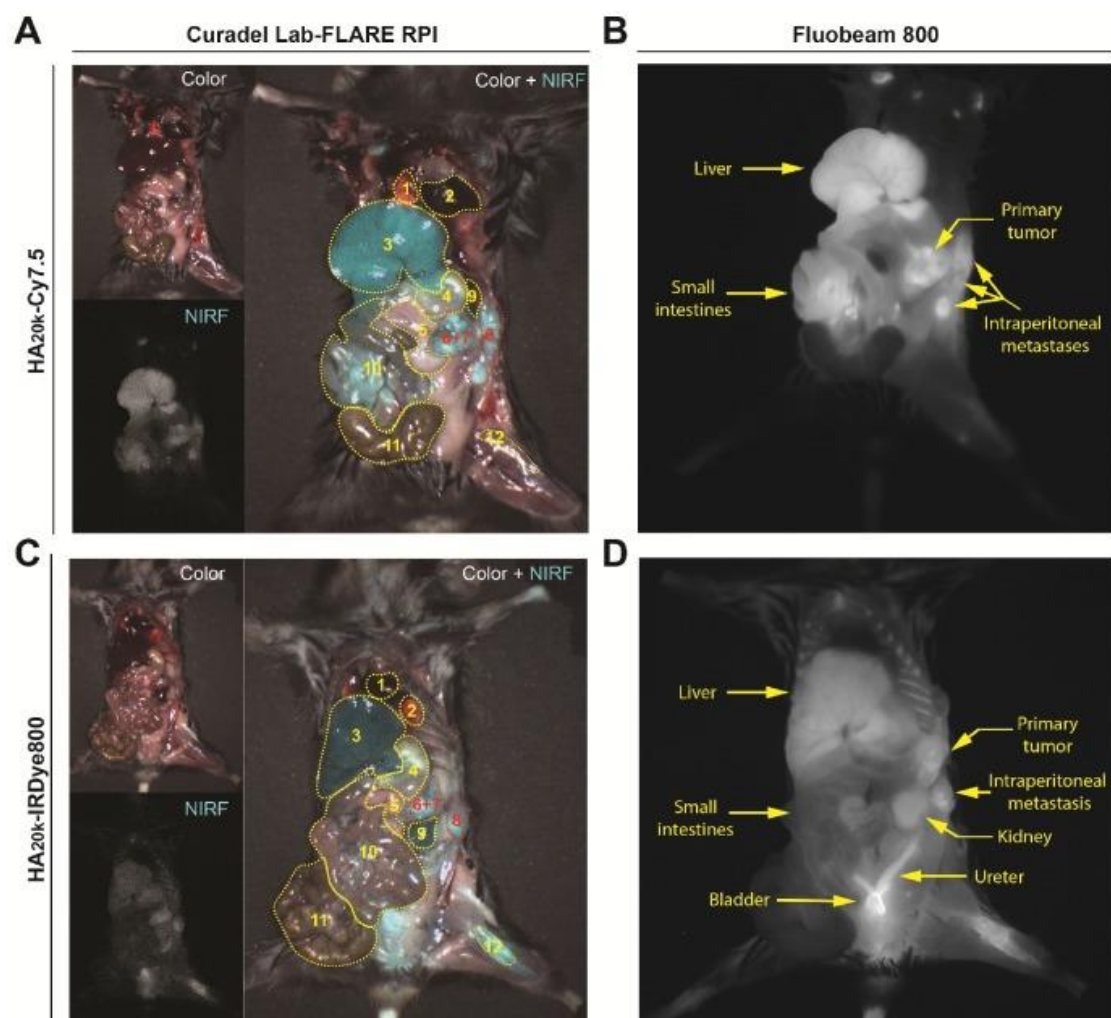 A
Curadel Lab-FLARE RPI
B
Fluobeam 800
HA20k-Cy7.5
Color
Color + NIRF
NIRF
1
2
3
4
9
5
6+7
8
10
11
12
Liver
Primary
tumor
Small
intestines
Intraperitoneal
metastases
C
D
HA20k-IRDye800
Color
Color + NIRF
NIRF
1
2
3
4
5
6+7
8
9
10
11
12
Liver
Primary
tumor
Intraperitoneal
metastasis
Small
intestines
Kidney
Ureter
Bladder